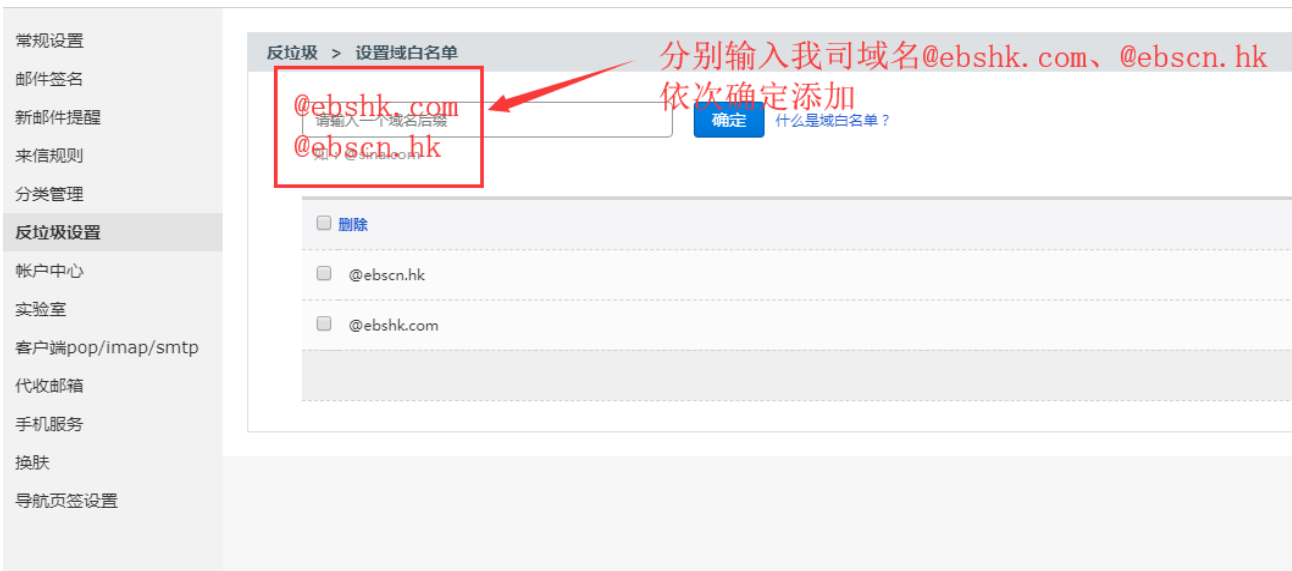 常规设置
邮件签名
新邮件提醒
来信规则
分类管理
反垃圾设置
帐户中心
实验室
客户端pop/imap/smtp
代收邮箱
手机服务
换肤
导航页签设置
反垃圾 > 设置域白名单
分别输入我司域名@ebshk.com、@ebscn.hk
依次确定添加
@ebshk.com
请输入一个域名后缀
确定
什么是域白名单？
@ebscn.hk
如：@sina.com
删除
@ebscn.hk
@ebshk.com